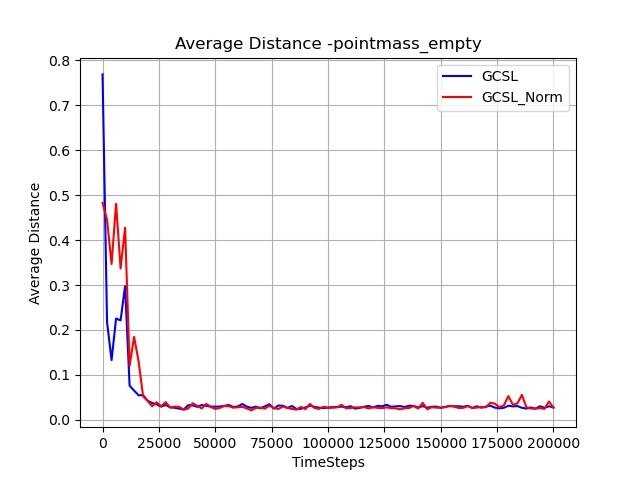 Average Distance -pointmass_empty
GCSL
GCSL_Norm
0.8
0.7
0.6
0.5
0.4
0.3
0.2
0.1
0.0
Average Distance
0 25000 50000 75000 100000 125000 150000 175000 200000
TimeSteps